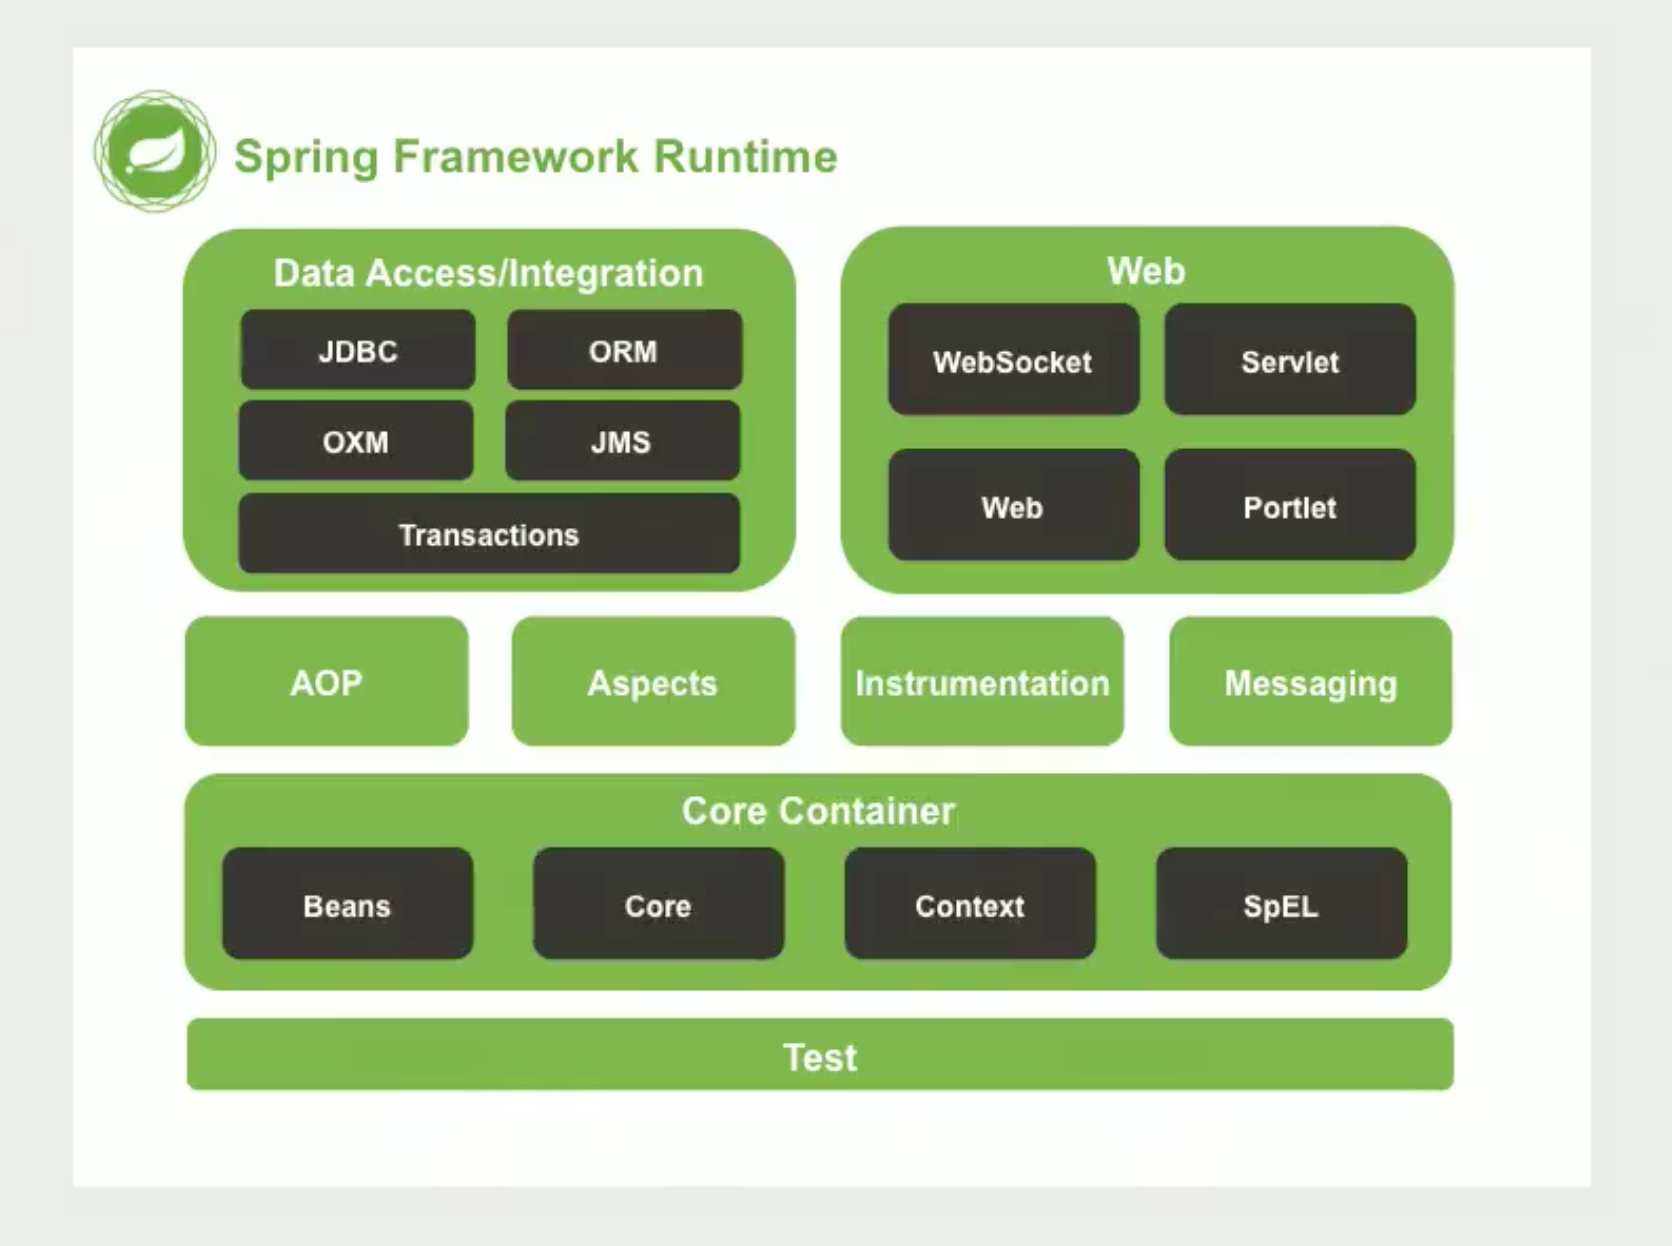 Spring Framework Runtime
Data Access/Integration
JDBC
ORM
OXM
JMS
Transactions
Web
WebSocket
Servlet
Web
Portlet
AOP
Aspects
Instrumentation
Messaging
Core Container
Beans
Core
Context
SpEL
Test